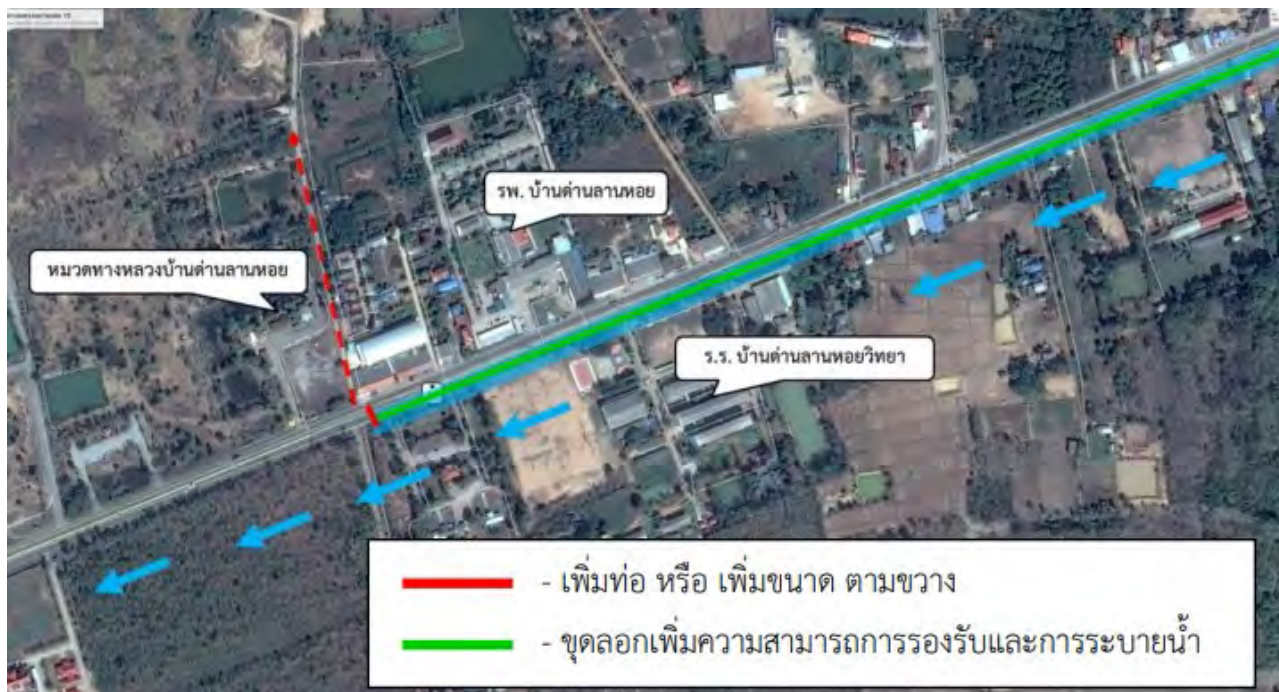 รพ. บ้านด่านลานหอย
หมวดทางหลวงบ้านด่านลานหอย
ร.ร. บ้านด่านลานหอยวิทยา
- เพิ่มท่อ หรือ เพิ่มขนาด ตามขวาง
- ขุดลอกเพิ่มความสามารถการรองรับและการระบายน้ำ